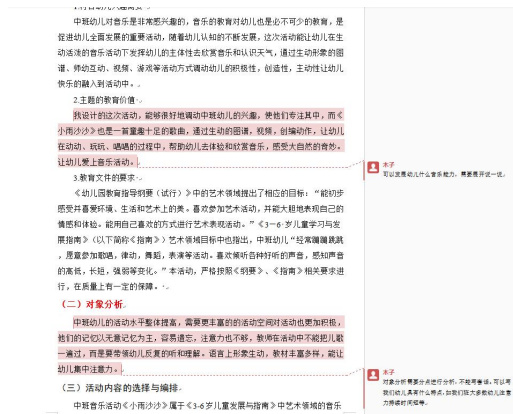 中班幼儿对音乐是非常感兴趣的，音乐的教育对幼儿也是必不可少的教育，是
促进幼儿全面发展的重要活动，随着幼儿认知的不断发展，这次活动能让幼儿在生
动活泼的音乐活动下发挥幼儿的主体性去欣赏音乐和认识天气，通过生动形象的图
谱、师幼互动、视频、游戏等活动方式调动幼儿的积极性，创造性，主动性让幼儿
快乐的融入到活动中。
2.主题的教育价值
我设计的这次活动，能够很好地调动中班幼儿的兴趣，使他们专注其中，而《
小雨沙沙》也是一首童趣十足的歌曲，通过生动的图谱，视频，创编动作，让幼儿
在动动、玩玩、唱唱的过程中，帮助幼儿去体验和欣赏音乐，感受大自然的奇妙。
让幼儿爱上音乐活动。
木子
可以发展幼儿什么音乐能力，需要展开说一说。
3.教育文件的要求
《幼儿园教育指导纲要（试行）》中的艺术领域提出了相应的目标：“能初步
感受并喜爱环境、生活和艺术上的美。喜欢参加艺术活动，并能大胆地表现自己的
情感和体验。能用自己喜欢的方式进行艺术表现活动。”《3-6 岁儿童学习与发
展指南》（以下简称《指南》）艺术领域目标中也指出，中班幼儿“经常蹦蹦跳跳
，愿意参加歌唱，律动，舞蹈，表演等活动。喜欢倾听各种好听的声音，感知声音
的高低，长短，强弱等变化。”本活动，严格按照《纲要》、《指南》相关要求进
行，在质量上有一定的保障。
（二）对象分析
中班幼儿的活动水平整体提高，需要更丰富的的活动空间对活动也更加积极，
他们的记忆以无意记忆为主，容易遗忘，注意力也不够，教师在活动中不能把儿歌
一遍过，而是要带领幼儿反复的听和理解。语言上形象生动，教材丰富多样，能让
幼儿集中注意力。
木子
对象分析需要分点进行分析，不能写套话，可以写
我们幼儿具有什么特点，如我们班大多数幼儿注意
力持续时间短等。
（三）活动内容的选择与编排
中班音乐活动《小雨沙沙》属于《3-6岁儿童发展与指南》中艺术领域的音乐